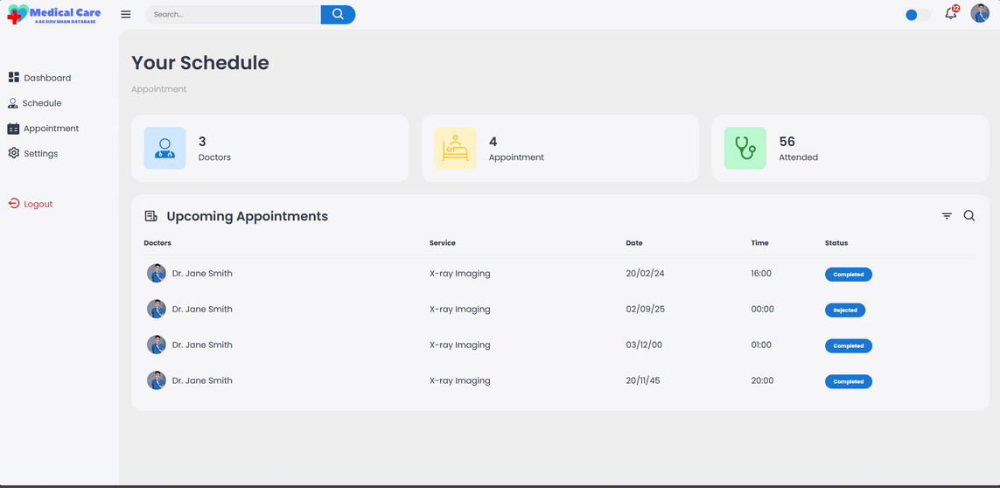 Medical Care
4 AE SIEU NHAN DATABASE
Search...
12
Dashboard
Schedule
Appointment
Settings
Logout
Your Schedule
Appointment
3
Doctors
4
Appointment
56
Attended
Upcoming Appointments
Doctors Service Date Time Status
Dr. Jane Smith X-ray Imaging 20/02/24 16:00 Completed
Dr. Jane Smith X-ray Imaging 02/09/25 00:00 Rejected
Dr. Jane Smith X-ray Imaging 03/12/00 01:00 Completed
Dr. Jane Smith X-ray Imaging 20/11/45 20:00 Completed